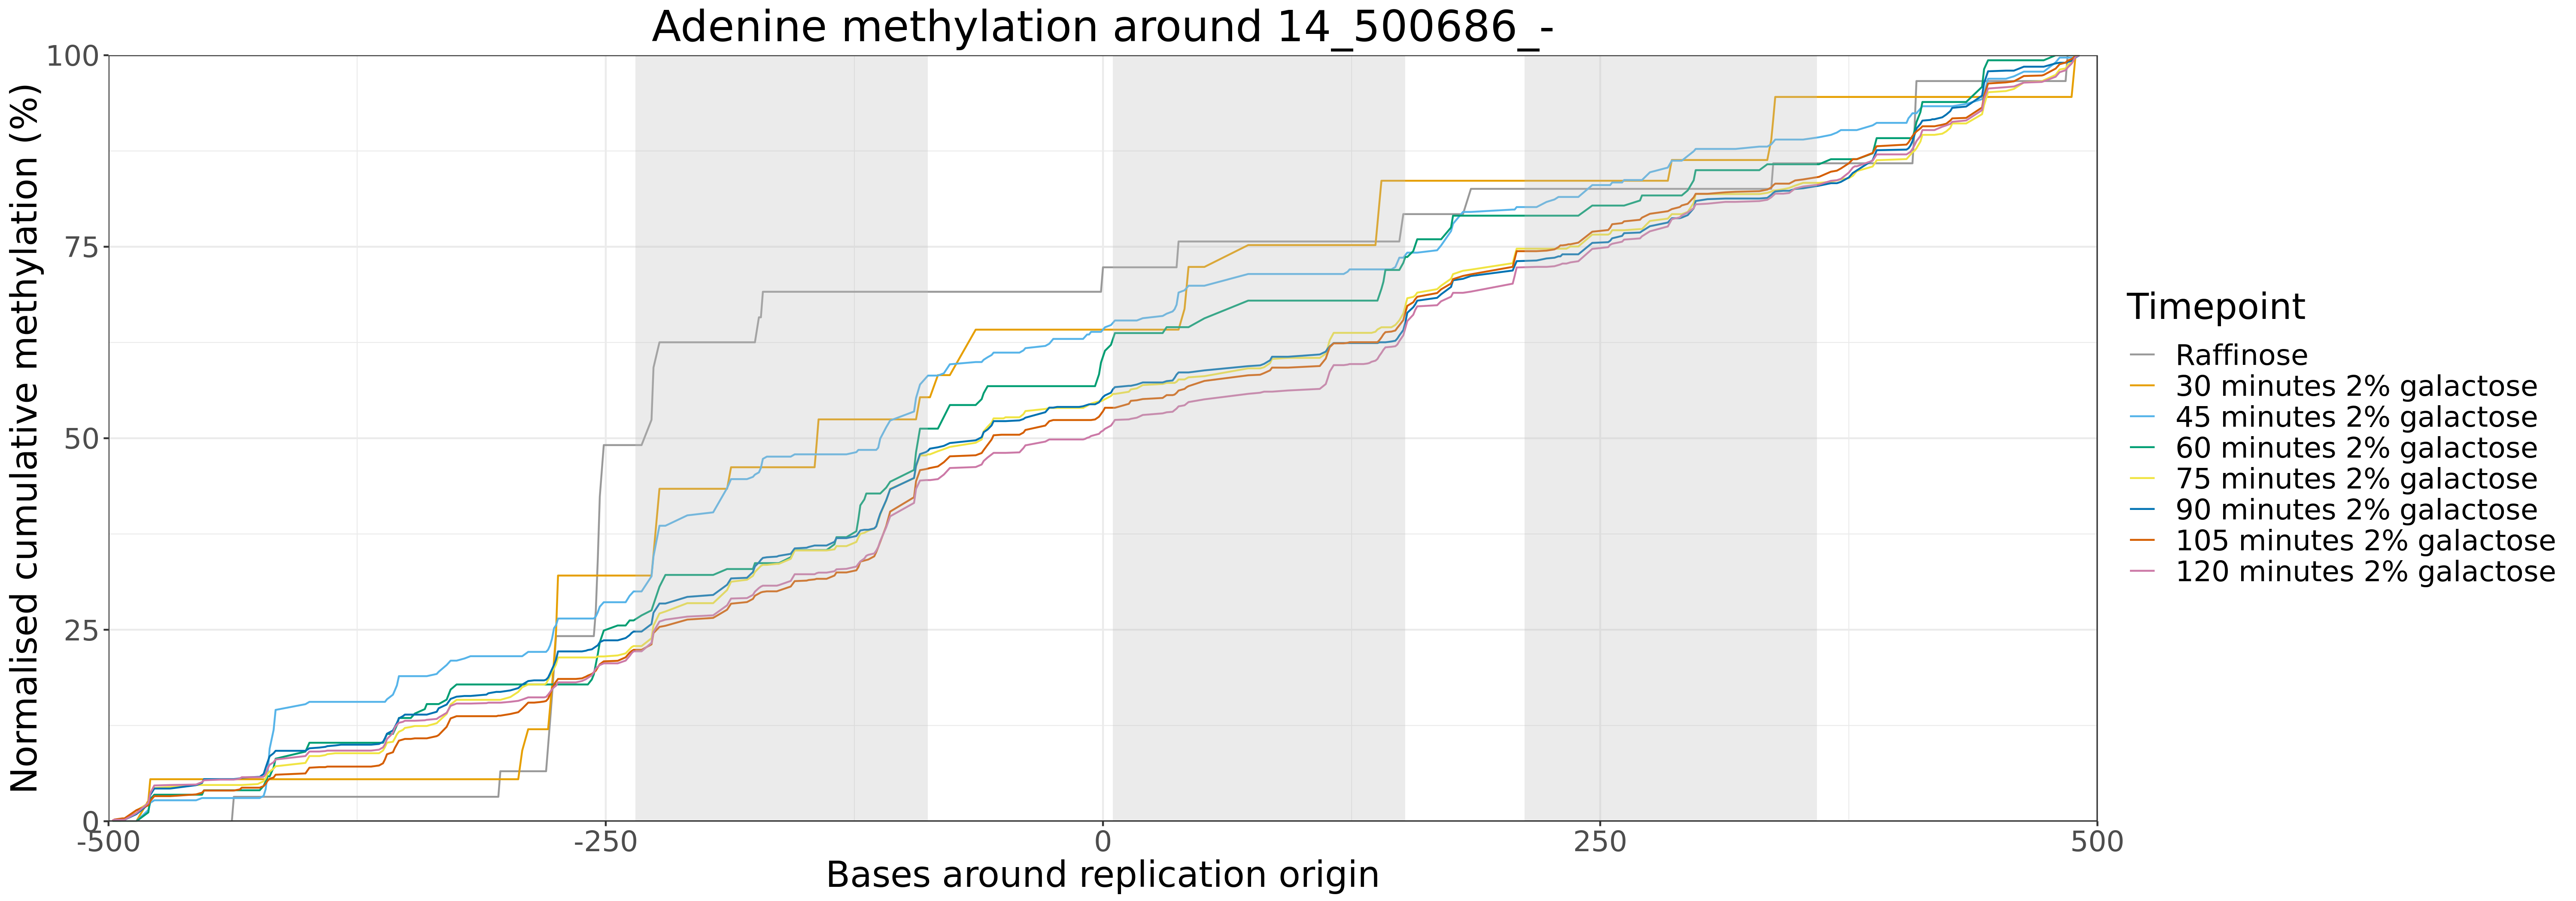 Adenine methylation around 14_500686_-
Normalised cumulative methylation (%)
100
75
50
25
0
-500
-250
0
250
500
Bases around replication origin
Timepoint
Raffinose
30 minutes 2% galactose
45 minutes 2% galactose
60 minutes 2% galactose
75 minutes 2% galactose
90 minutes 2% galactose
105 minutes 2% galactose
120 minutes 2% galactose